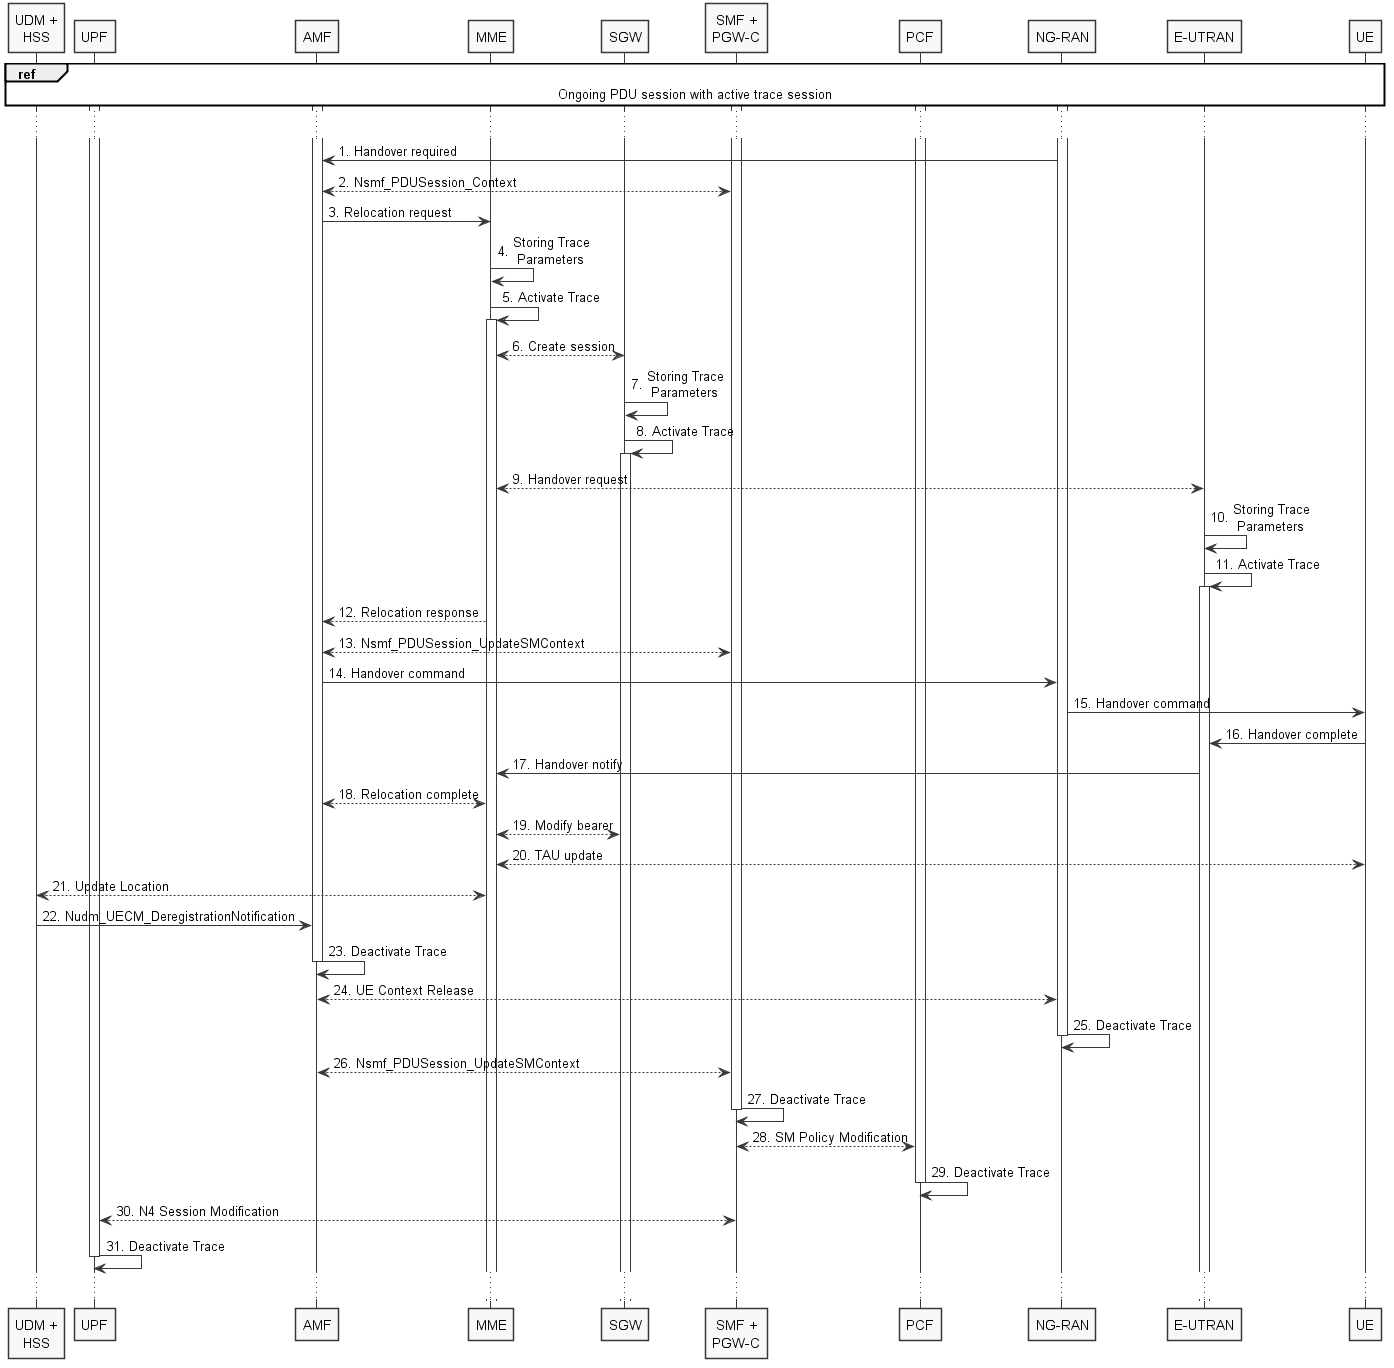 UDM +
HSS
UPF
AMF
MME
SGW
SMF +
PGW-C
PCF
NG-RAN
E-UTRAN
UE
ref
Ongoing PDU session with active trace session
1. Handover required
2. Nsmf_PDUSession_Context
3. Relocation request
4. Storing Trace
Parameters
5. Activate Trace
6. Create session
7. Storing Trace
Parameters
8. Activate Trace
9. Handover request
10. Storing Trace
Parameters
11. Activate Trace
12. Relocation response
13. Nsmf_PDUSession_UpdateSMContext
14. Handover command
15. Handover command
16. Handover complete
17. Handover notify
18. Relocation complete
19. Modify bearer
20. TAU update
21. Update Location
22. Nudm_UECM_DeregistrationNotification
23. Deactivate Trace
24. UE Context Release
25. Deactivate Trace
26. Nsmf_PDUSession_UpdateSMContext
27. Deactivate Trace
28. SM Policy Modification
29. Deactivate Trace
30. N4 Session Modification
31. Deactivate Trace
UDM +
HSS
UPF
AMF
MME
SGW
SMF +
PGW-C
PCF
NG-RAN
E-UTRAN
UE